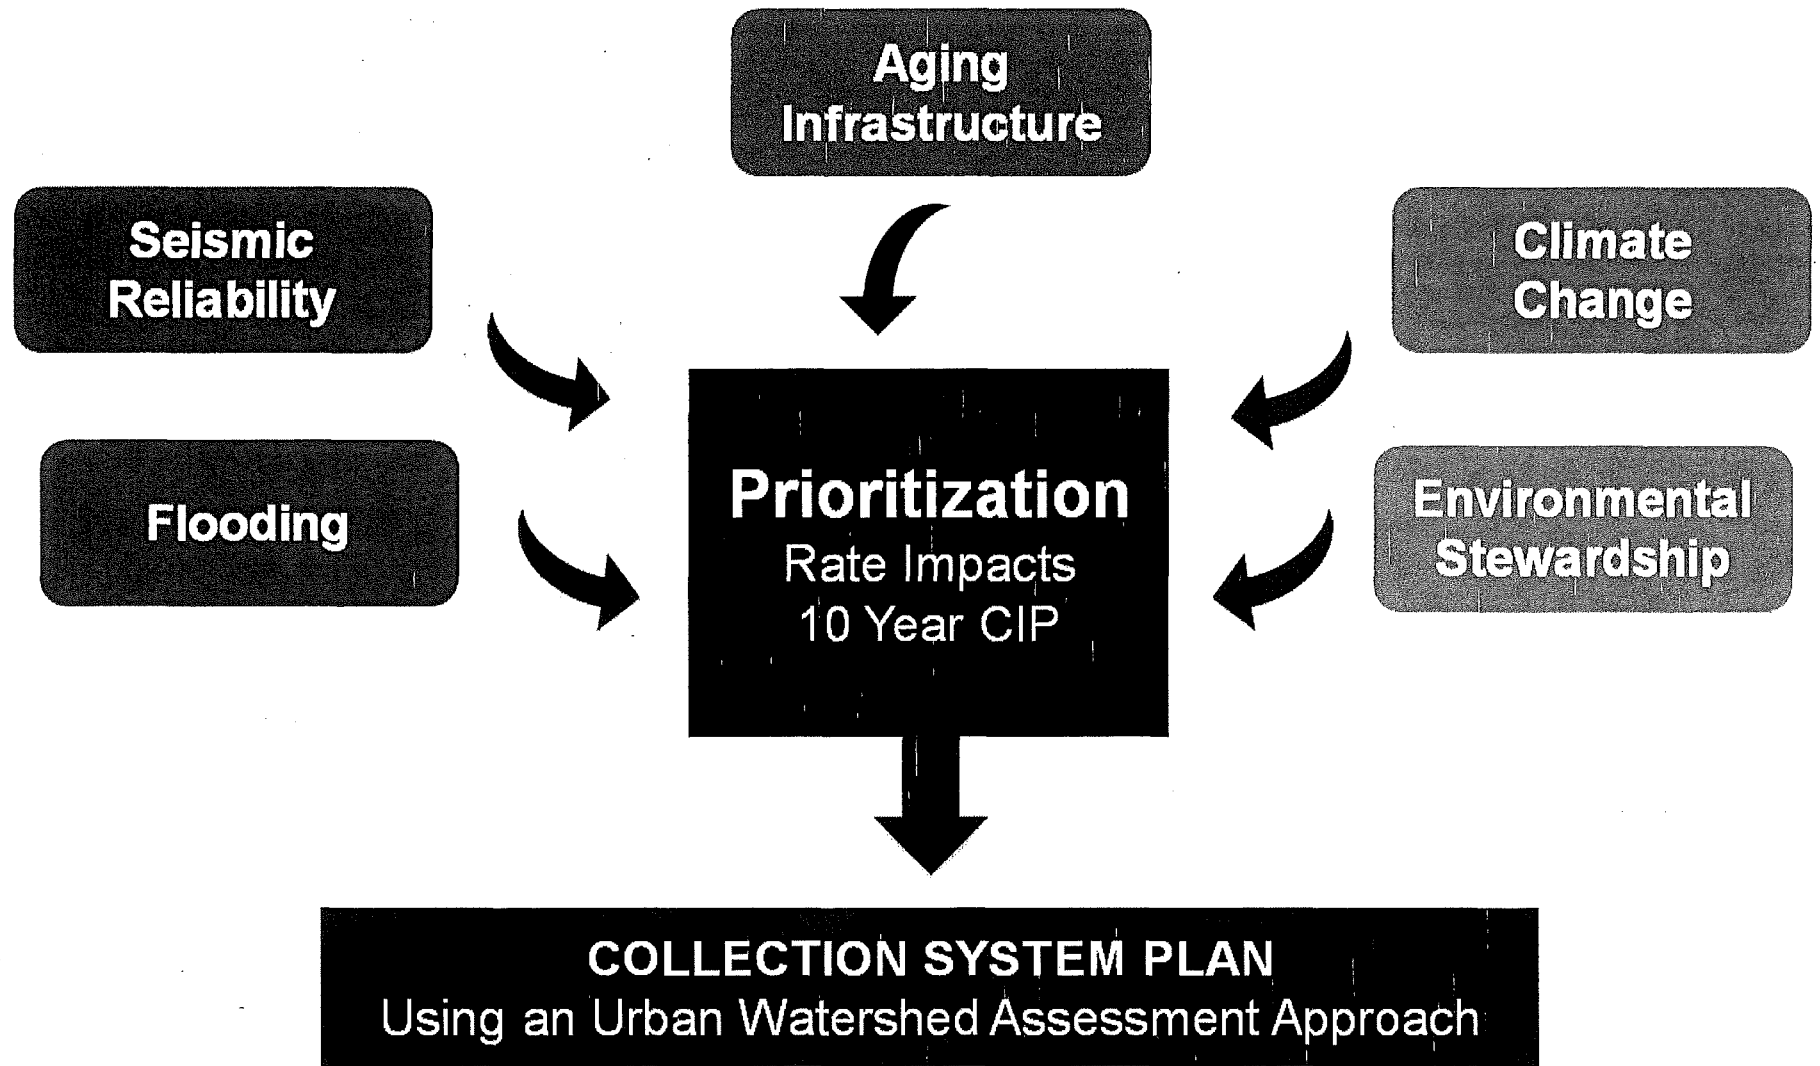 Aging
Infrastructure
Seismic
Reliability
Climate
Change
Flooding
Environmental
Stewardship
Prioritization
Rate Impacts
10 Year CIP
COLLECTION SYSTEM PLAN
Using an Urban Watershed Assessment Approach